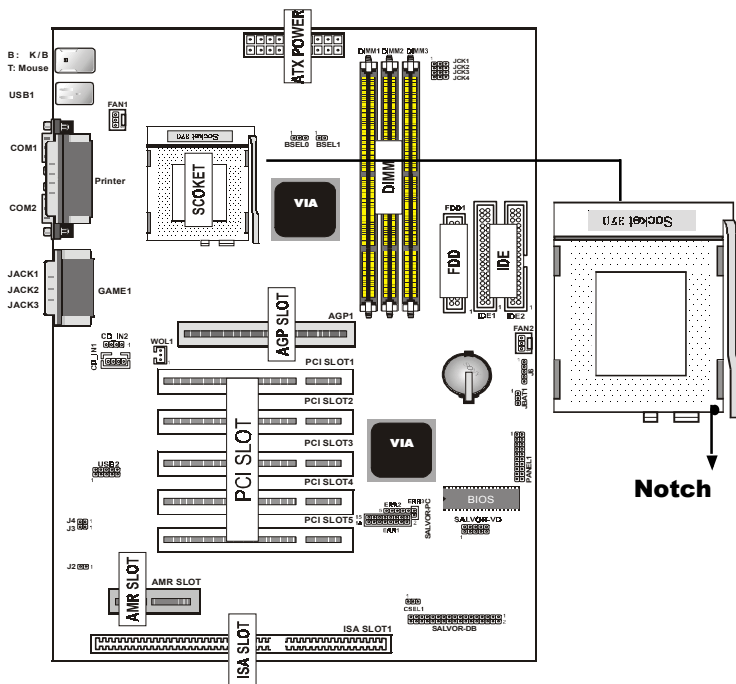 ATX POWER
B: K/B
T: Mouse
USB1
FAN1
DIMM1 DIMM2 DIMM3
JCK1
JCK2
JCK3
JCK4
COM1
Printer
COM2
Socket 370
SCOKET
BSEL0
BSEL1
VIA
DIMM
FDD1
FDD
IDE
IDE1
IDE2
Socket 370
JACK1
JACK2
JACK3
GAME1
AGP SLOT
AGP1
CD_IN2
CD_IN1
WOL1
FAN2
J6
JBAT1
PCI SLOT1
PCI SLOT2
PCI SLOT3
PCI SLOT4
PCI SLOT5
PCI SLOT
VIA
PANEL1
Notch
USB2
BIOS
ERR2
ERR3
ERR1
SALVOR-PC
SALVORT-VD
J4
J3
J2
AMR SLOT
AMR SLOT
CSEL1
SALVOR-DB
ISA SLOT1
ISA SLOT